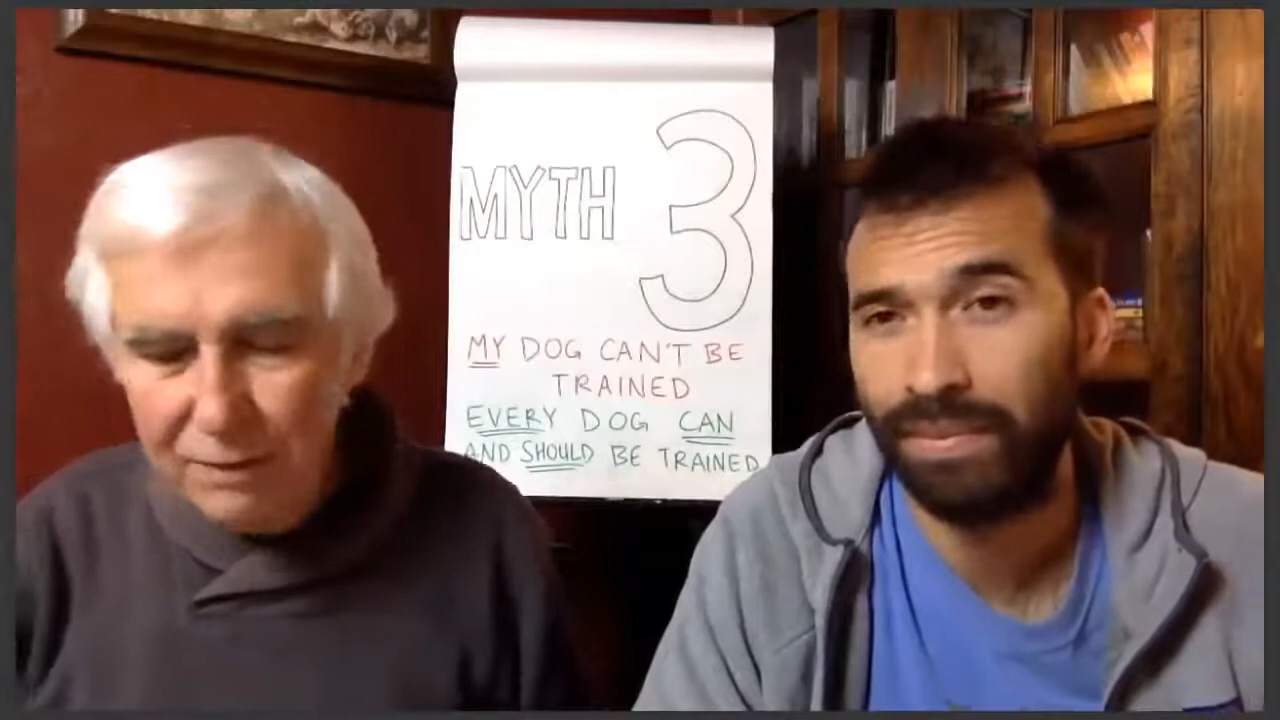 MYTH 3
MY DOG CAN'T BE
TRAINED
EVERY DOG CAN
AND SHOULD BE TRAINED